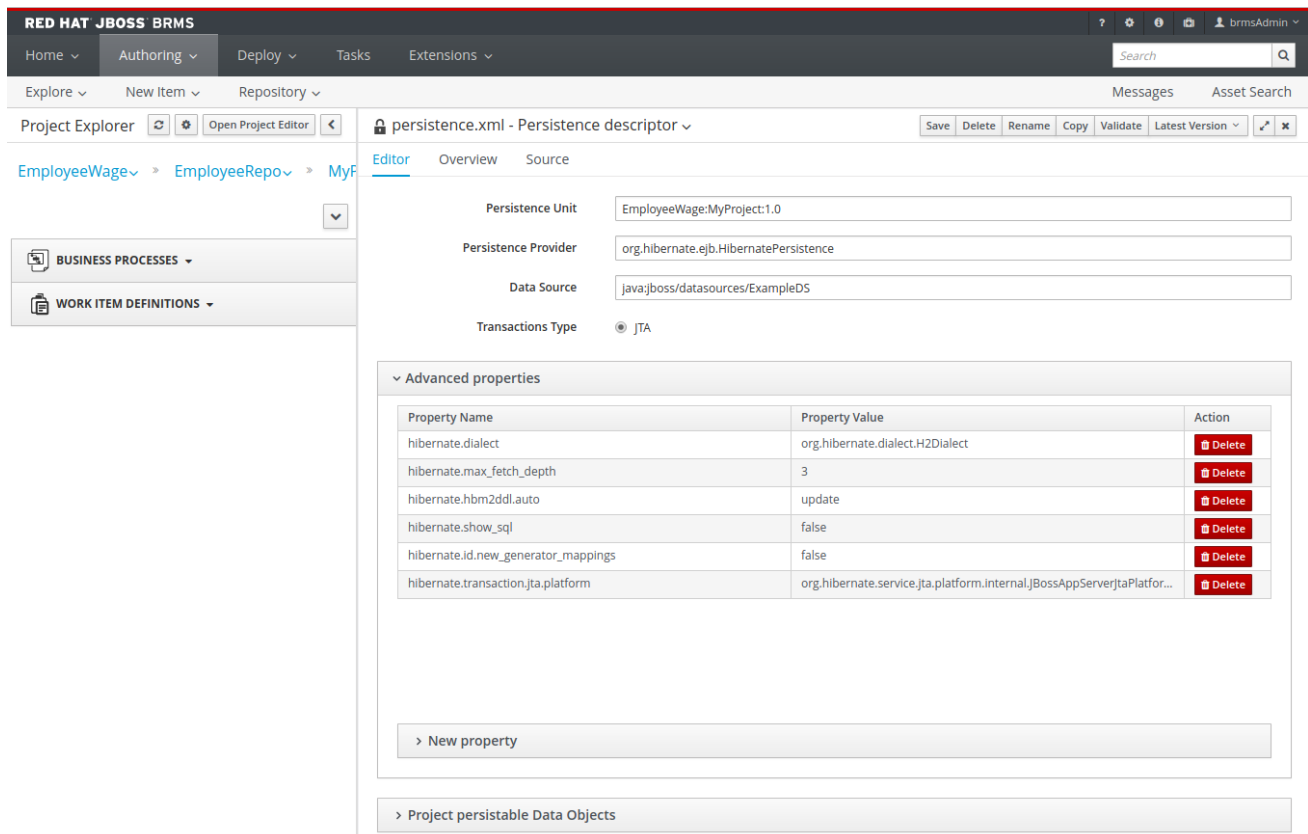 RED HAT JBOSS BRMS
? brmsAdmin
Home Authoring Deploy Tasks Extensions Search
Explore New Item Repository Messages Asset Search
Project Explorer Open Project Editor
persistence.xml - Persistence descriptor Save Delete Rename Copy Validate Latest Version
EmployeeWage » EmployeeRepo » MyP
Editor Overview Source
Persistence Unit EmployeeWage:MyProject:1.0
Persistence Provider org.hibernate.ejb.HibernatePersistence
Data Source java:jboss/datasources/ExampleDS
Transactions Type JTA
BUSINESS PROCESSES
WORK ITEM DEFINITIONS
Advanced properties
Property Name Property Value Action
hibernate.dialect org.hibernate.dialect.H2Dialect Delete
hibernate.max_fetch_depth 3 Delete
hibernate.hbm2ddl.auto update Delete
hibernate.show_sql false Delete
hibernate.id.new_generator_mappings false Delete
hibernate.transaction.jta.platform org.hibernate.service.jta.platform.internal.JBossAppServerJtaPlatfor... Delete
New property
Project persistable Data Objects